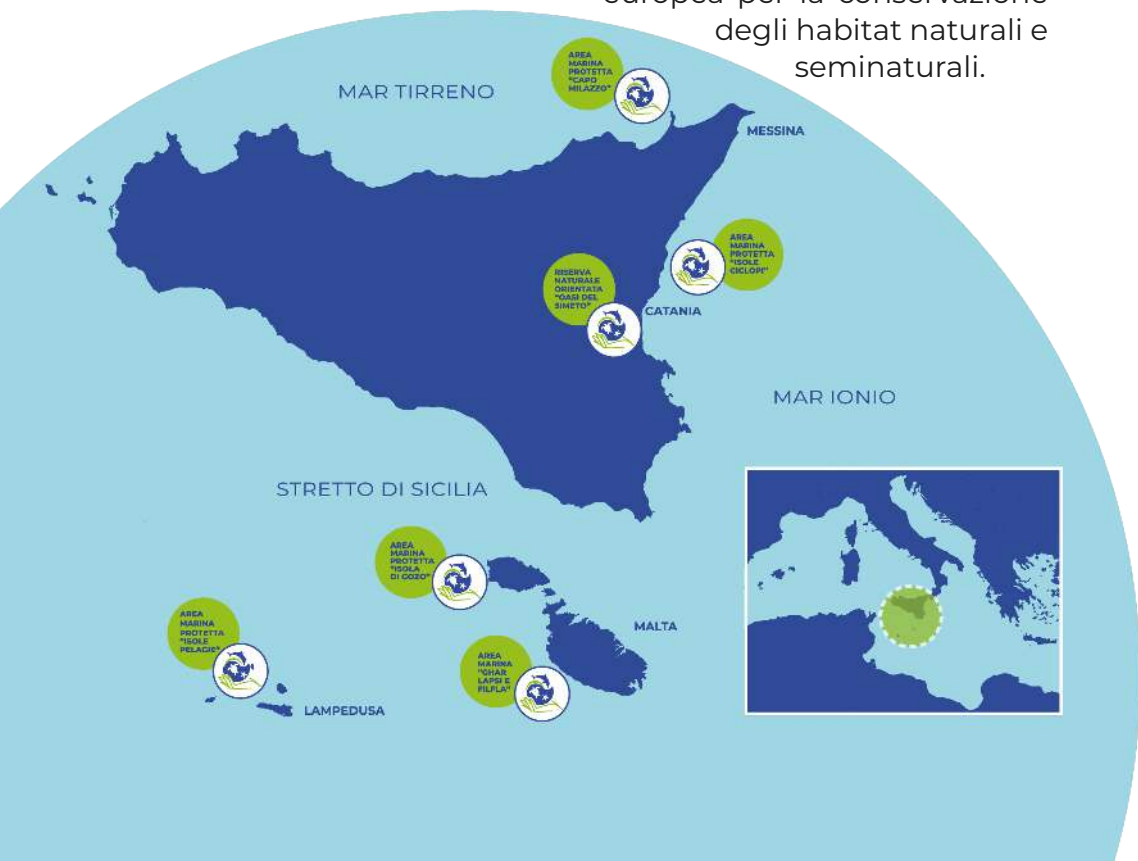 europea per la conservazione
degli habitat naturali e
seminaturali.
AREA
MARINA
PROTETTA
"CAPO
MILAZZO"
MAR TIRRENO
MESSINA
AREA
MARINA
PROTETTA
"ISOLE
CICLOPI"
RISERVA
NATURALE
ORIENTATA
"OASI DEL
SIMETO"
CATANIA
MAR IONIO
STRETTO DI SICILIA
AREA
MARINA
PROTETTA
"ISOLA
DI GOZO"
AREA
MARINA
PROTETTA
"ISOLE
PELAGIE"
MALTA
AREA
MARINA
"GHAR
LAPSI E
FILFLA"
LAMPEDUSA